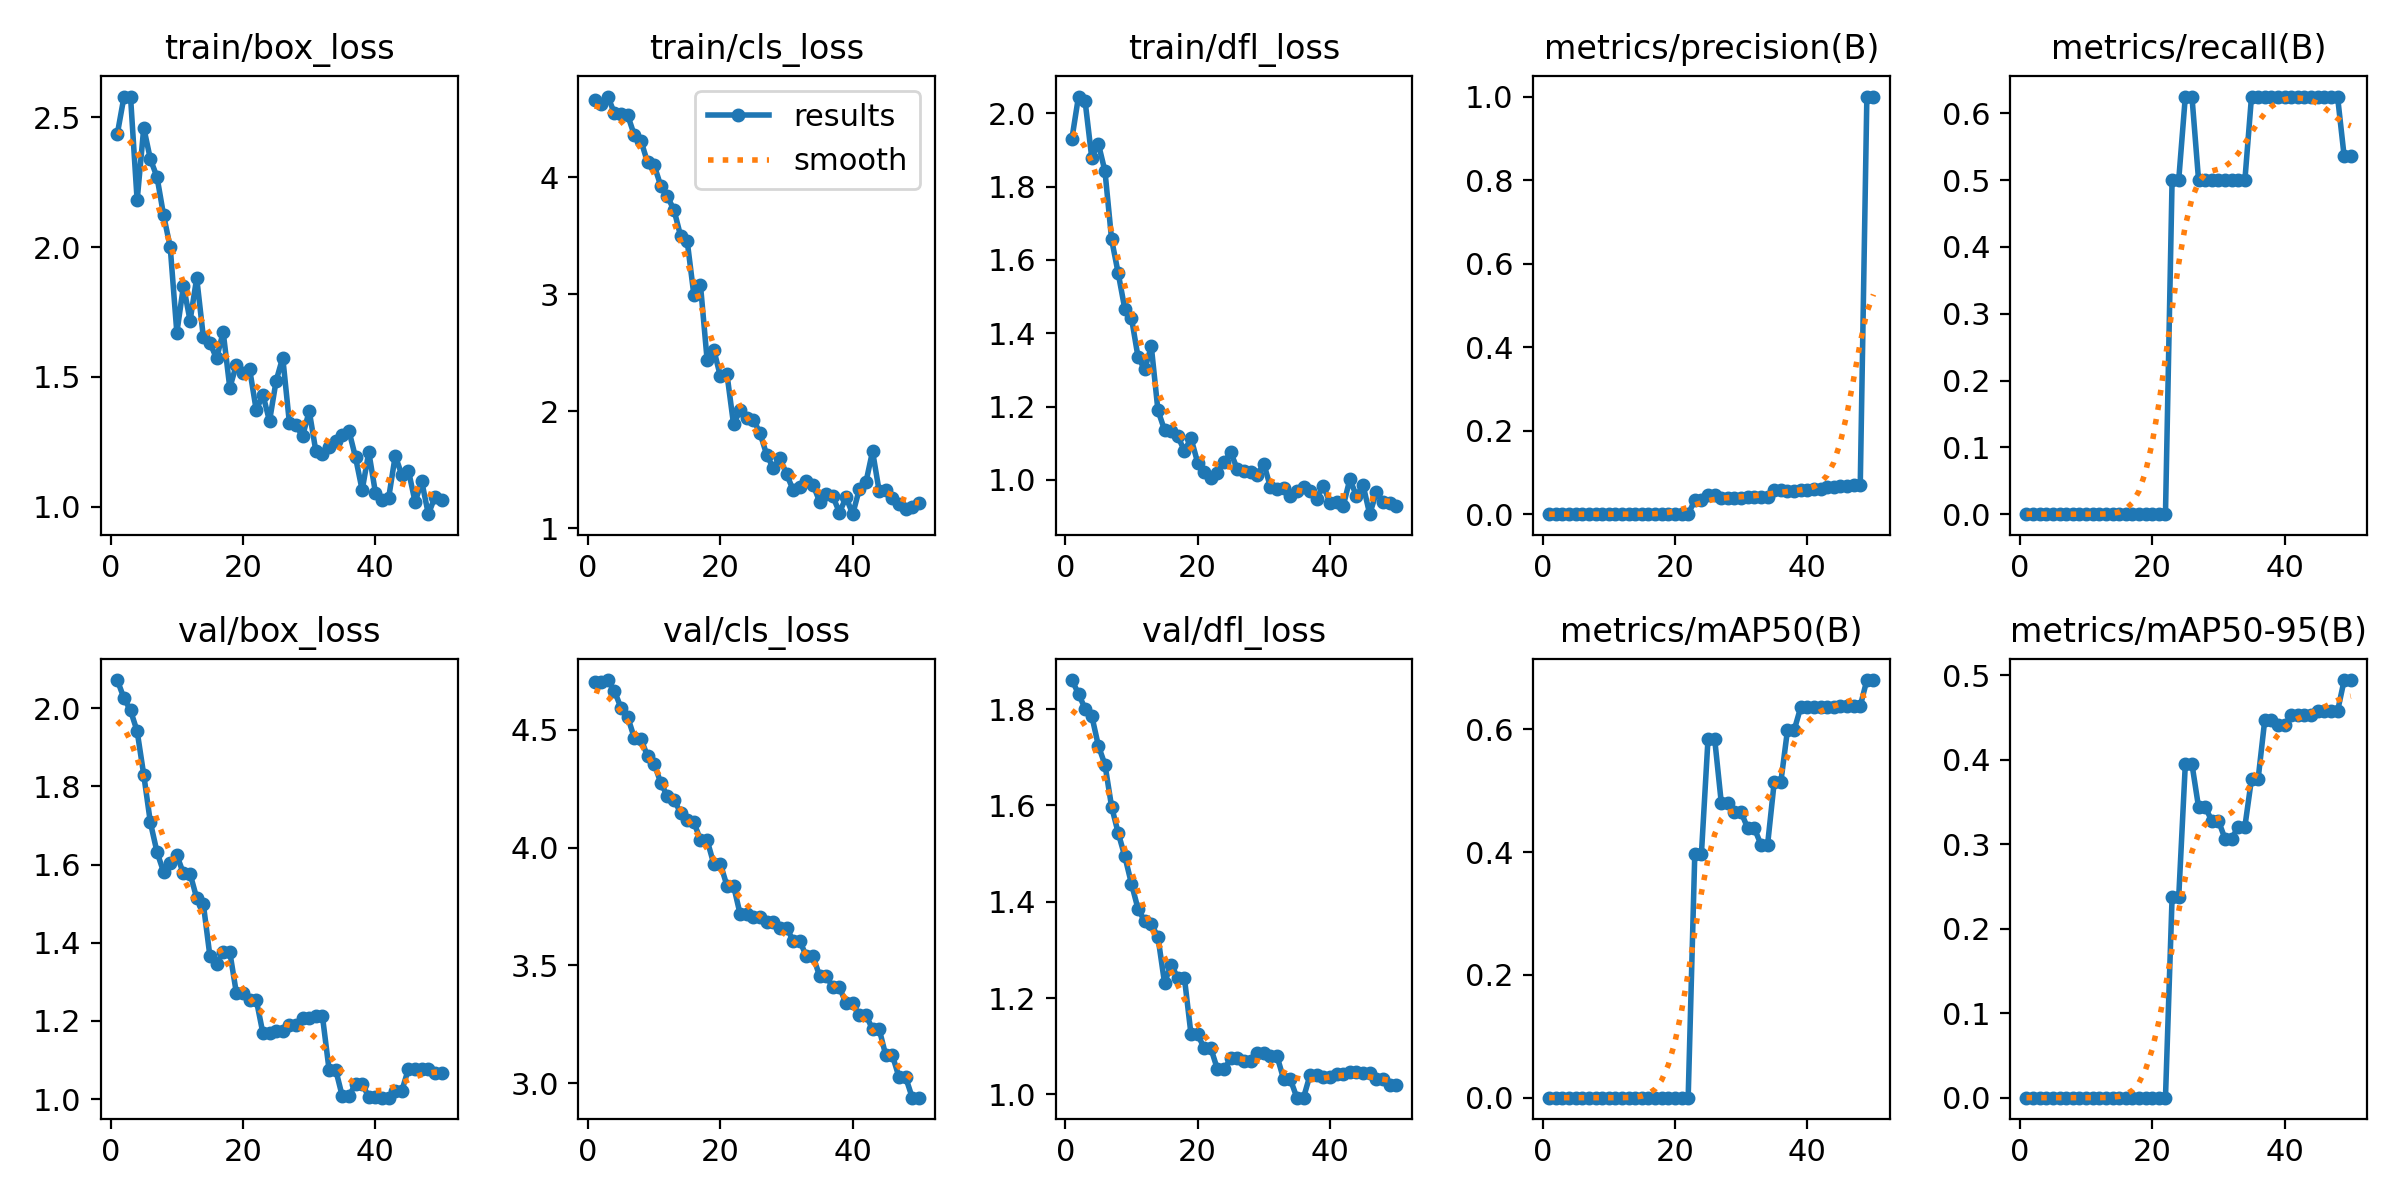 train/box_loss
train/cls_loss
train/dfl_loss
metrics/precision(B)
metrics/recall(B)
2.5
2.0
1.5
1.0
0 20 40
results
smooth
4
3
2
1
0 20 40
2.0
1.8
1.6
1.4
1.2
1.0
0 20 40
1.0
0.8
0.6
0.4
0.2
0.0
0 20 40
0.6
0.5
0.4
0.3
0.2
0.1
0.0
0 20 40
val/box_loss
val/cls_loss
val/dfl_loss
metrics/mAP50(B)
metrics/mAP50-95(B)
2.0
1.8
1.6
1.4
1.2
1.0
0 20 40
4.5
4.0
3.5
3.0
0 20 40
1.8
1.6
1.4
1.2
1.0
0 20 40
0.6
0.4
0.2
0.0
0 20 40
0.5
0.4
0.3
0.2
0.1
0.0
0 20 40